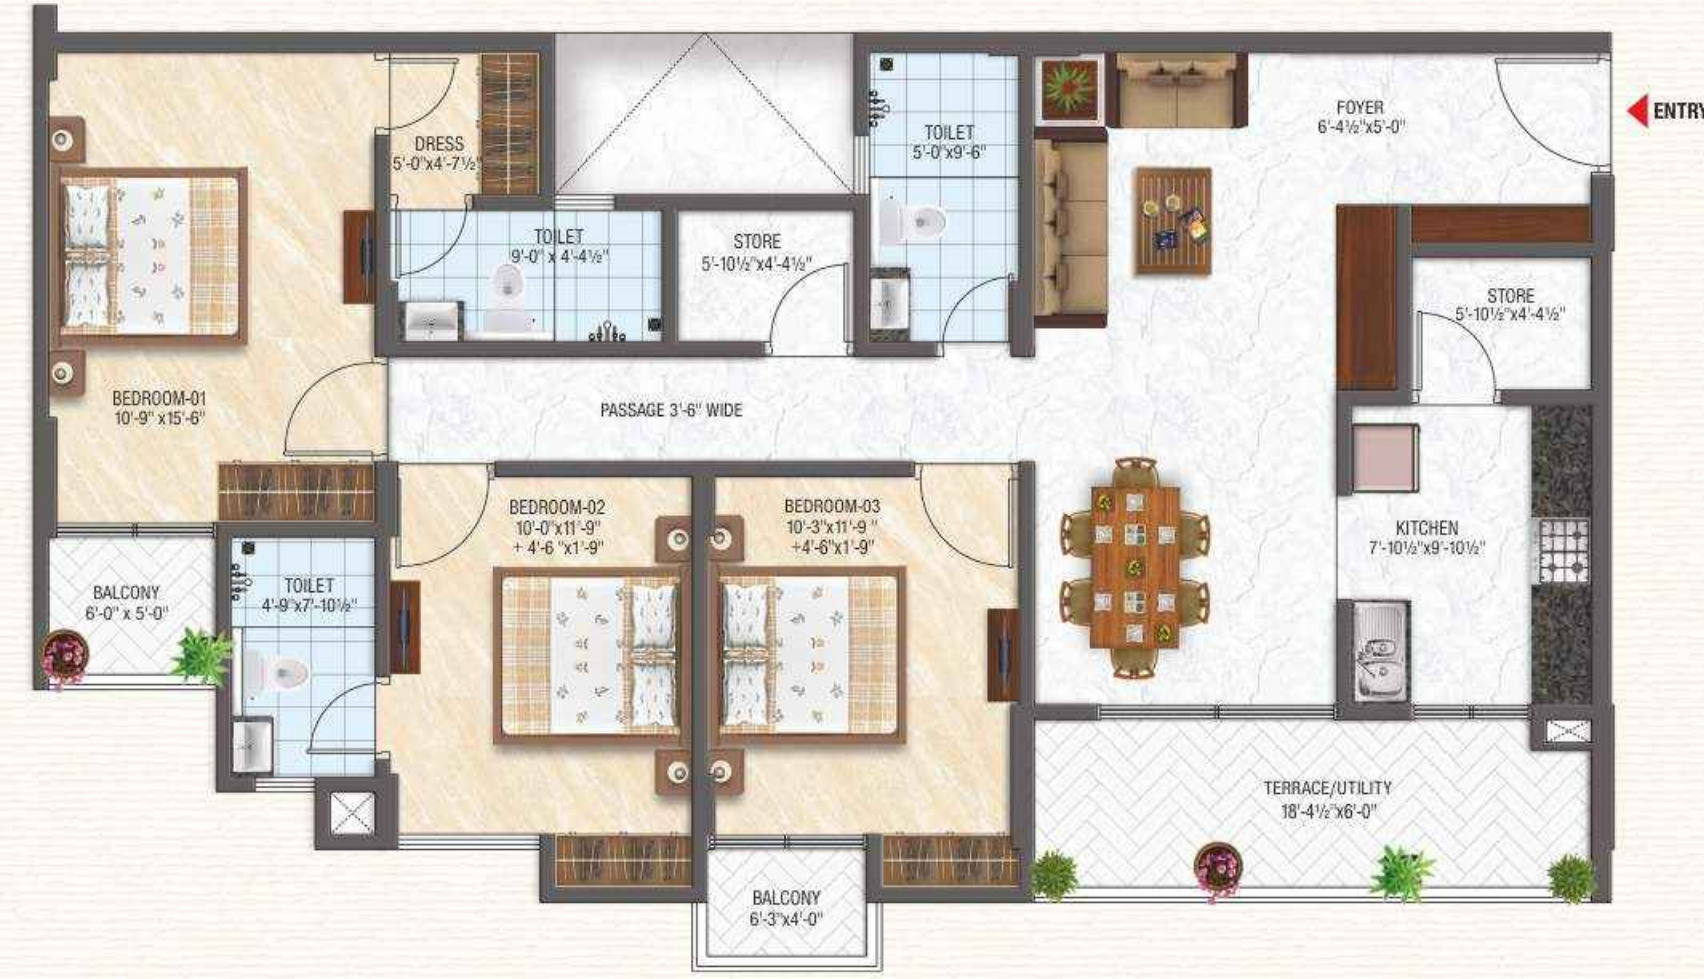 FOYER
6'-4½"x5'-0"
ENTRY
DRESS
5'-0"x4'-7½"
TOILET
5'-0"x9'-6"
TOILET
9'-0" x 4'-4½"
STORE
5'-10½"x4'-4½"
STORE
5'-10½"x4'-4½"
BEDROOM-01
10'-9" x15'-6"
PASSAGE 3'-6" WIDE
BEDROOM-02
10'-0"x11'-9"
+ 4'-6 "x1'-9"
BEDROOM-03
10'-3"x11'-9 "
+4'-6"x1'-9"
KITCHEN
7'-10½"x9'-10½"
BALCONY
6'-0" x 5'-0"
TOILET
4'-9"x7'-10½"
TERRACE/UTILITY
18'-4½"x6'-0"
BALCONY
6'-3"x4'-0"